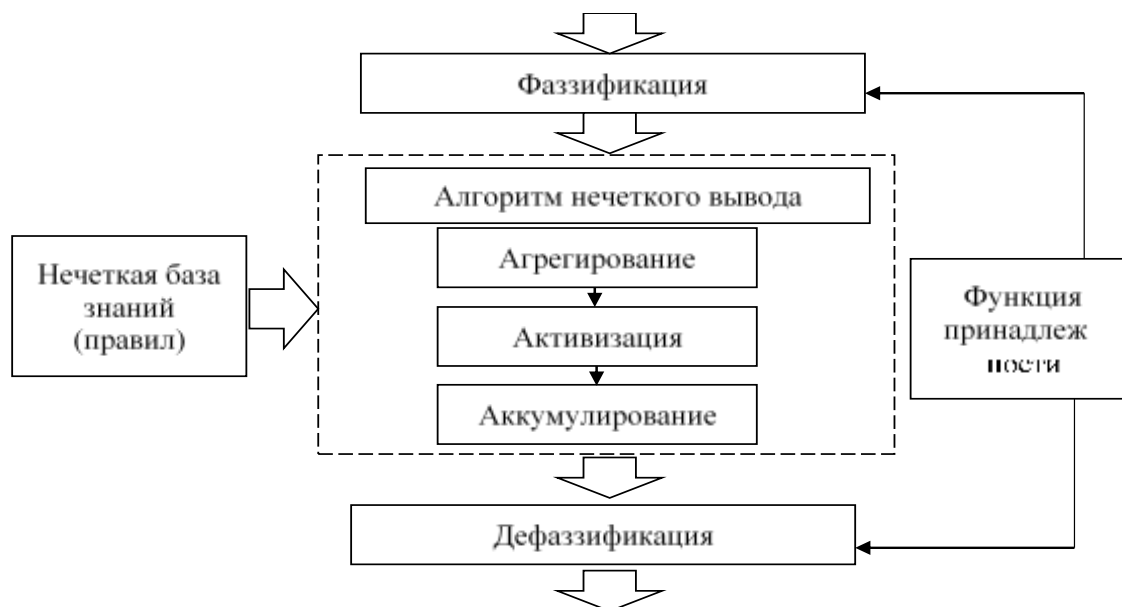 Фаззификация
Алгоритм нечеткого вывода
Агрегирование
Активизация
Аккумулирование
Нечеткая база
знаний
(правил)
Функция
принадлеж
ности
Дефаззификация